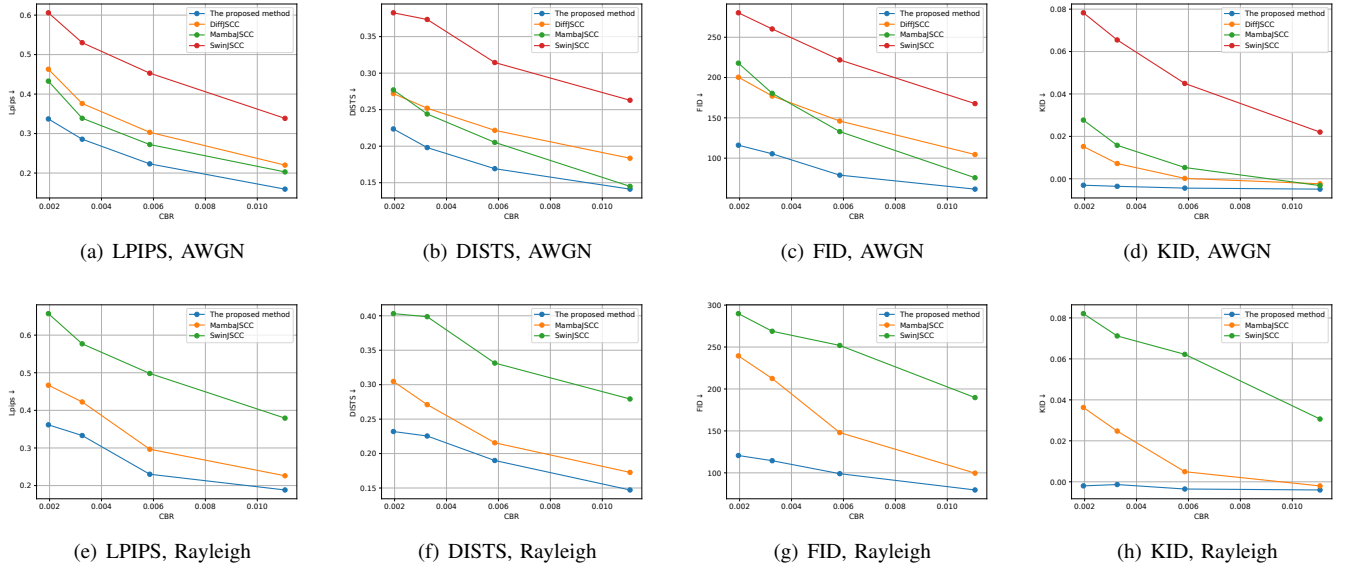 The proposed method
DiffJSCC
MambaJSCC
SwinJSCC
0.6
0.5
0.4
0.3
0.2
Lpips ↓
0.002
0.004
0.006
0.008
0.010
CBR
(a) LPIPS, AWGN
The proposed method
DiffJSCC
MambaJSCC
SwinJSCC
0.35
0.30
0.25
0.20
0.15
DISTS ↓
0.002
0.004
0.006
0.008
0.010
CBR
(b) DISTS, AWGN
The proposed method
DiffJSCC
MambaJSCC
SwinJSCC
250
200
150
100
FID ↓
0.002
0.004
0.006
0.008
0.010
CBR
(c) FID, AWGN
The proposed method
DiffJSCC
MambaJSCC
SwinJSCC
0.08
0.06
0.04
0.02
0.00
KID ↓
0.002
0.004
0.006
0.008
0.010
CBR
(d) KID, AWGN
The proposed method
MambaJSCC
SwinJSCC
0.6
0.5
0.4
0.3
0.2
Lpips ↓
0.002
0.004
0.006
0.008
0.010
CBR
(e) LPIPS, Rayleigh
The proposed method
MambaJSCC
SwinJSCC
0.40
0.35
0.30
0.25
0.20
0.15
DISTS ↓
0.002
0.004
0.006
0.008
0.010
CBR
(f) DISTS, Rayleigh
The proposed method
MambaJSCC
SwinJSCC
300
250
200
150
100
FID ↓
0.002
0.004
0.006
0.008
0.010
CBR
(g) FID, Rayleigh
The proposed method
MambaJSCC
SwinJSCC
0.08
0.06
0.04
0.02
0.00
KID ↓
0.002
0.004
0.006
0.008
0.010
CBR
(h) KID, Rayleigh